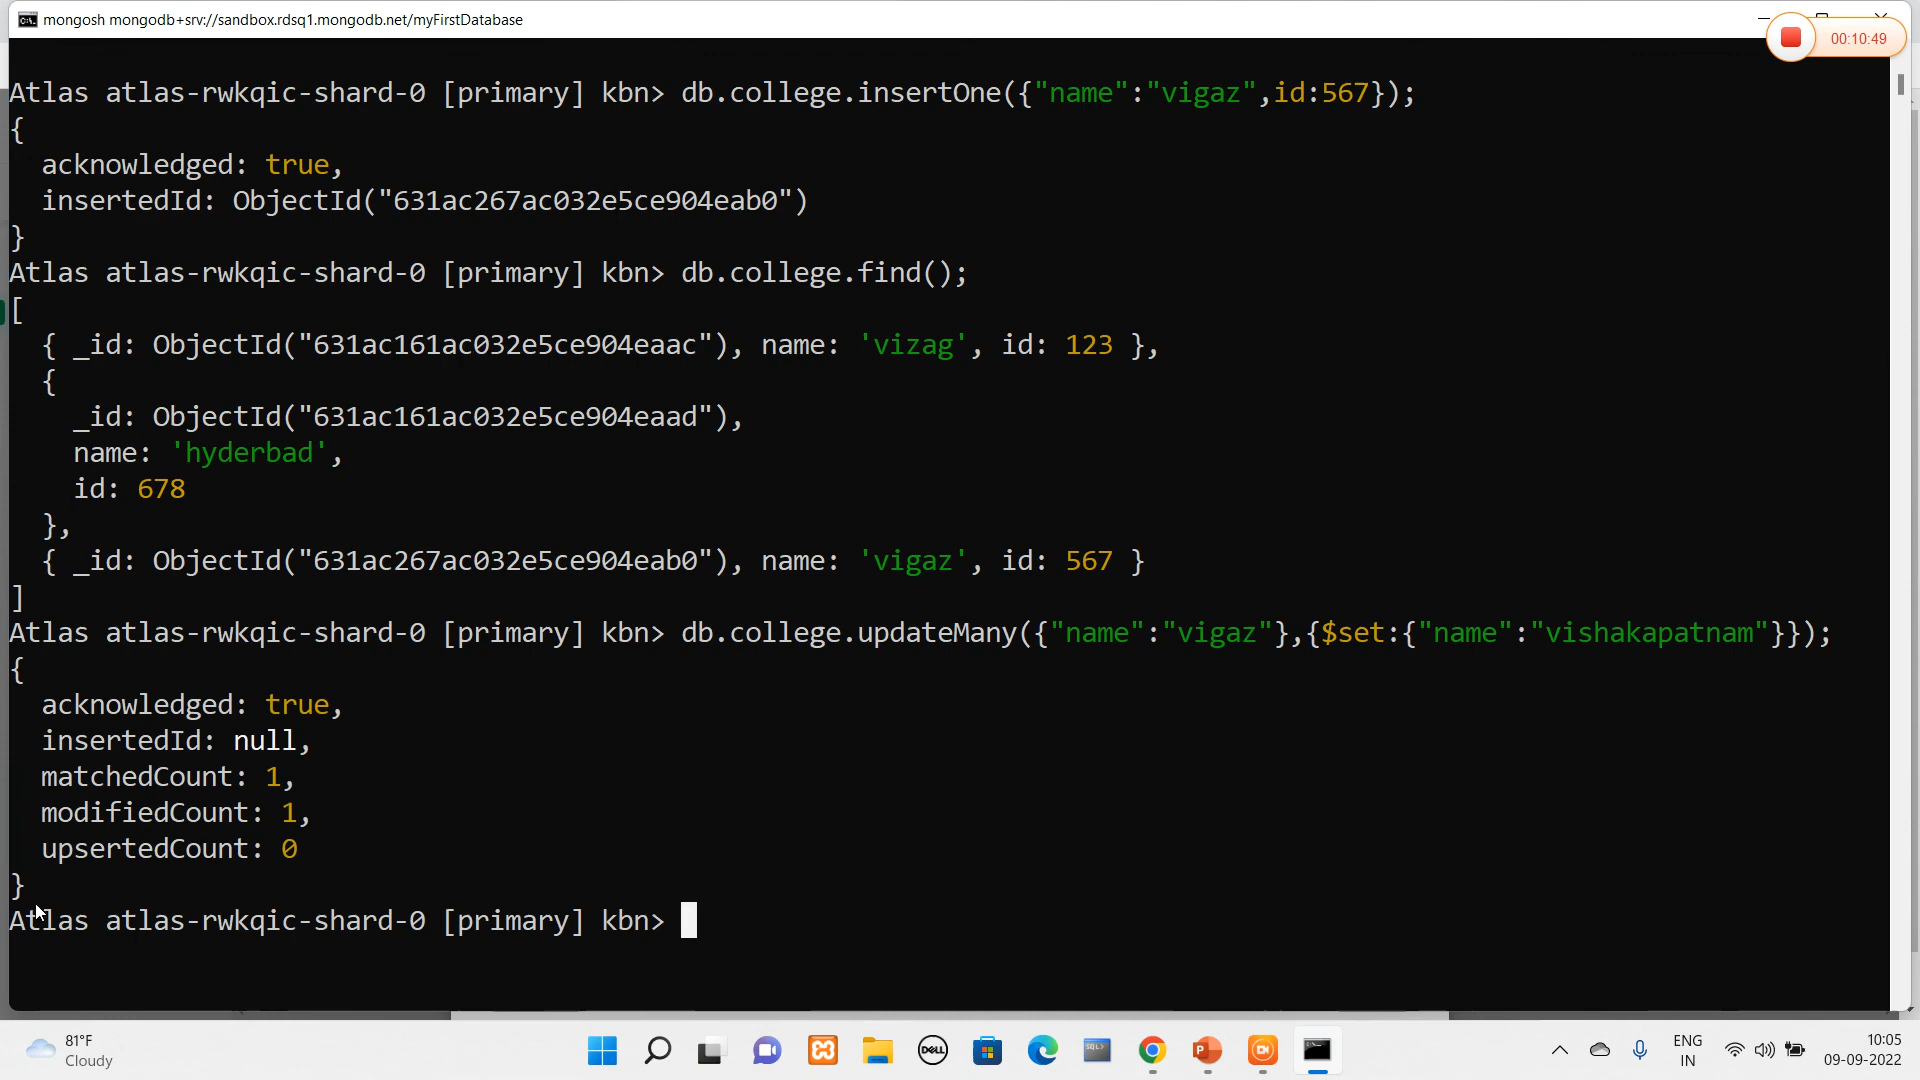 mongosh mongodb+srv://sandbox.rdsq1.mongodb.net/myFirstDatabase
00:10:49
Atlas atlas-rwkqic-shard-0 [primary] kbn> db.college.insertOne({"name":"vigaz",id:567});
{
  acknowledged: true,
  insertedId: ObjectId("631ac267ac032e5ce904eab0")
}
Atlas atlas-rwkqic-shard-0 [primary] kbn> db.college.find();
[
  { _id: ObjectId("631ac161ac032e5ce904eaac"), name: 'vizag', id: 123 },
  {
    _id: ObjectId("631ac161ac032e5ce904eaad"),
    name: 'hyderbad',
    id: 678
  },
  { _id: ObjectId("631ac267ac032e5ce904eab0"), name: 'vigaz', id: 567 }
]
Atlas atlas-rwkqic-shard-0 [primary] kbn> db.college.updateMany({"name":"vigaz"},{$set:{"name":"vishakapatnam"}});
{
  acknowledged: true,
  insertedId: null,
  matchedCount: 1,
  modifiedCount: 1,
  upsertedCount: 0
}
Atlas atlas-rwkqic-shard-0 [primary] kbn>
81°F
Cloudy
DELL
SQL>
P
ENG
IN
10:05
09-09-2022